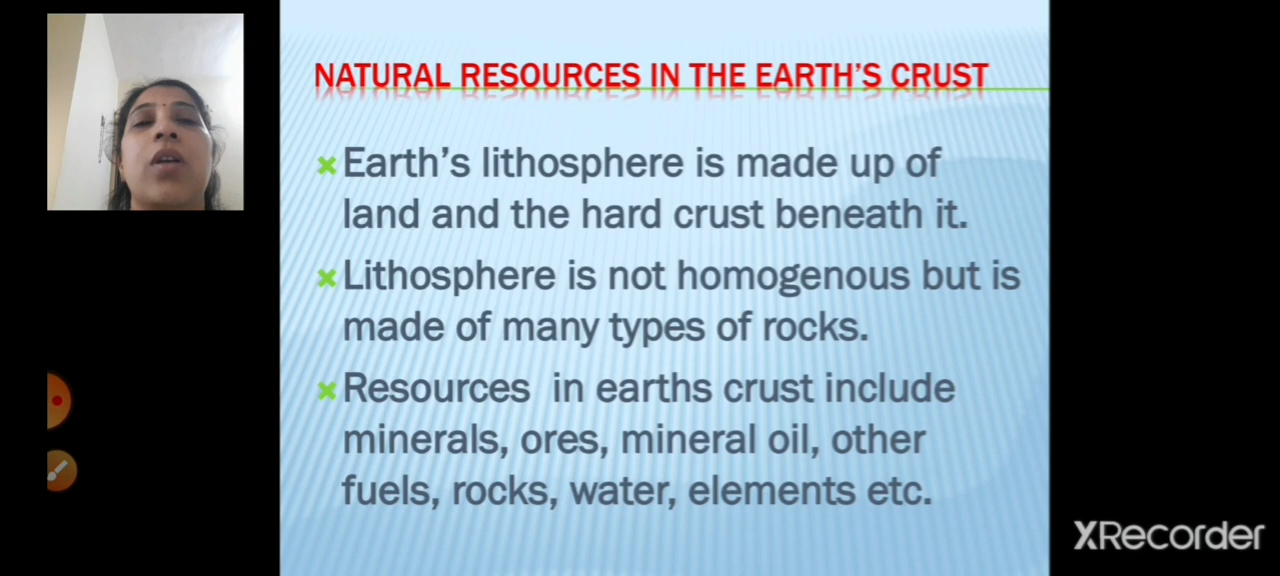 NATURAL RESOURCES IN THE EARTH'S CRUST
Earth's lithosphere is made up of
land and the hard crust beneath it.
Lithosphere is not homogenous but is
made of many types of rocks.
Resources in earths crust include
minerals, ores, mineral oil, other
fuels, rocks, water, elements etc.
XRecorder